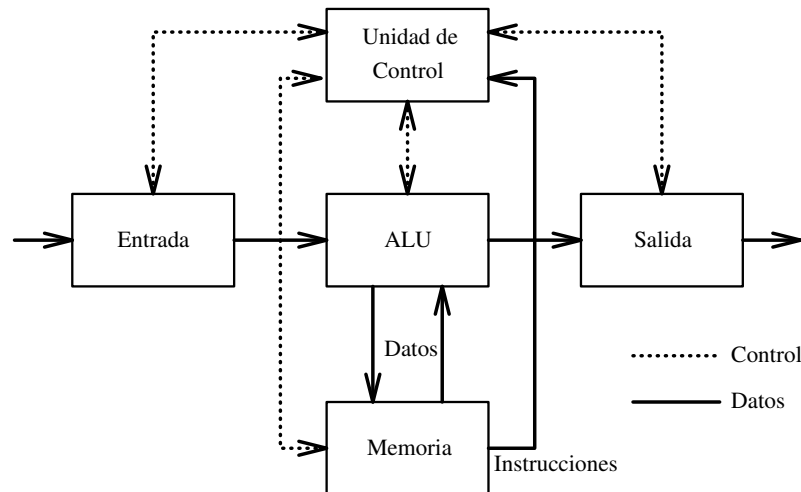 Unidad de
Control
Entrada
ALU
Salida
Datos
Control
Datos
Memoria
Instrucciones